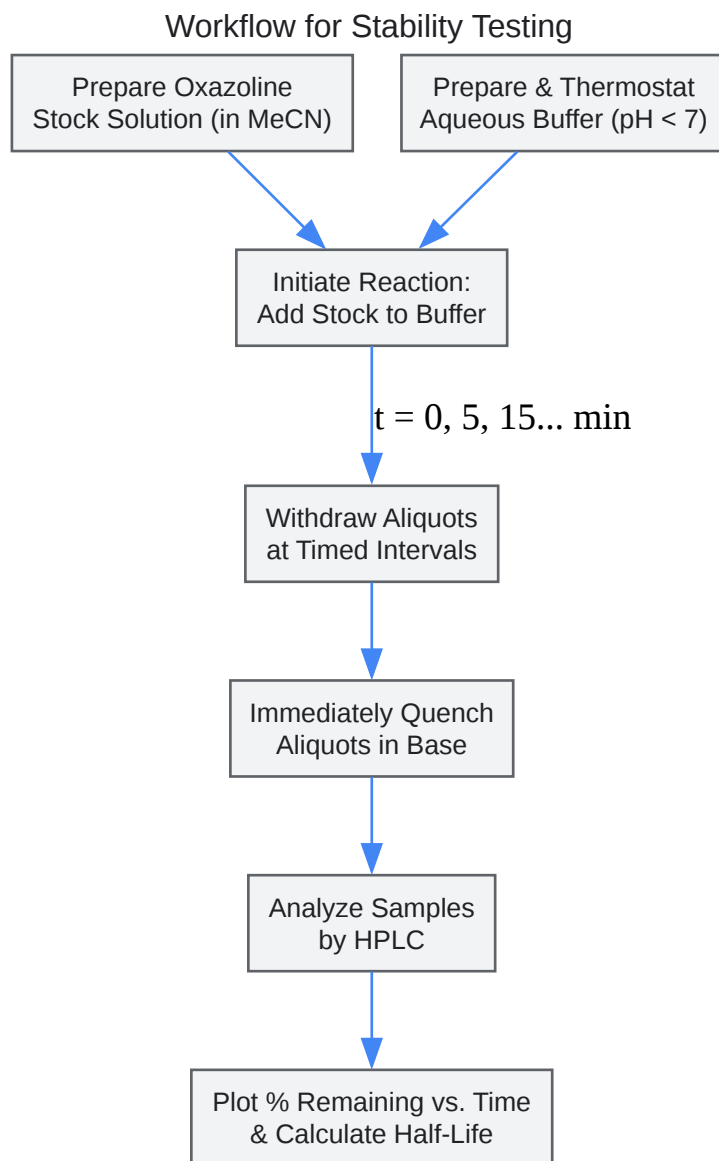 Workflow for Stability Testing
Prepare Oxazoline
Stock Solution (in MeCN)
Prepare & Thermostat
Aqueous Buffer (pH < 7)
Initiate Reaction:
Add Stock to Buffer
t = 0, 5, 15... min
Withdraw Aliquots
at Timed Intervals
Immediately Quench
Aliquots in Base
Analyze Samples
by HPLC
Plot % Remaining vs. Time
& Calculate Half-Life